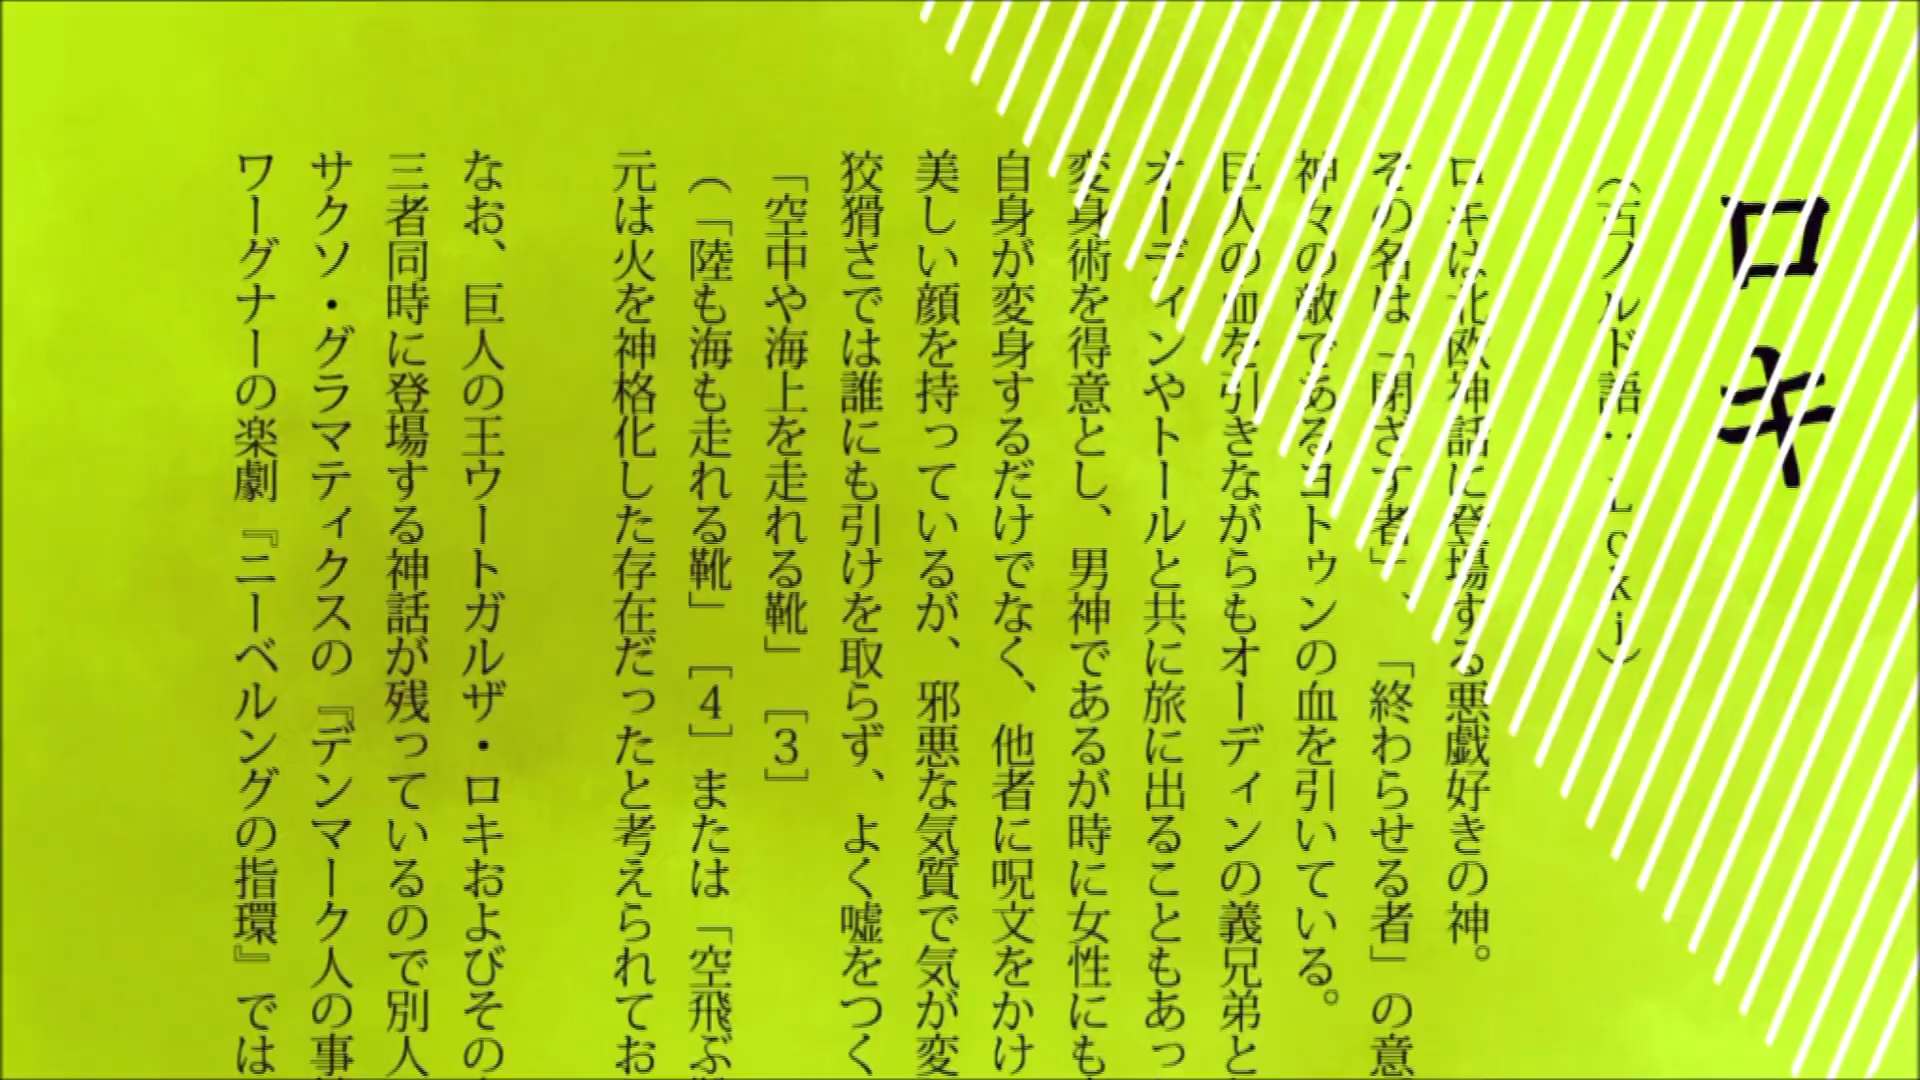 ロキ
(古ノルド語:Loki)
ロキは北欧神話に登場する悪戯好きの神。
その名は「閉ざす者」、「終わらせる者」の意
神々の敵であるヨトゥンの血を引いている。
巨人の血を引きながらもオーディンの義兄弟と
オーディンやトールと共に旅に出ることもあっ
変身術を得意とし、男神であるが時に女性にも
自身が変身するだけでなく、他者に呪文をかけ
美しい顔を持っているが、邪悪な気質で気が変
狡猾さでは誰にも引けを取らず、よく嘘をつく
「空中や海上を走れる靴」[3]
(「陸も海も走れる靴」[4]または「空飛ぶ
元は火を神格化した存在だったと考えられてお
なお、巨人の王ウートガルザ・ロキおよびその
三者同時に登場する神話が残っているので別人
サクソ・グラマティクスの『デンマーク人の事
ワーグナーの楽劇『ニーベルングの指環』では